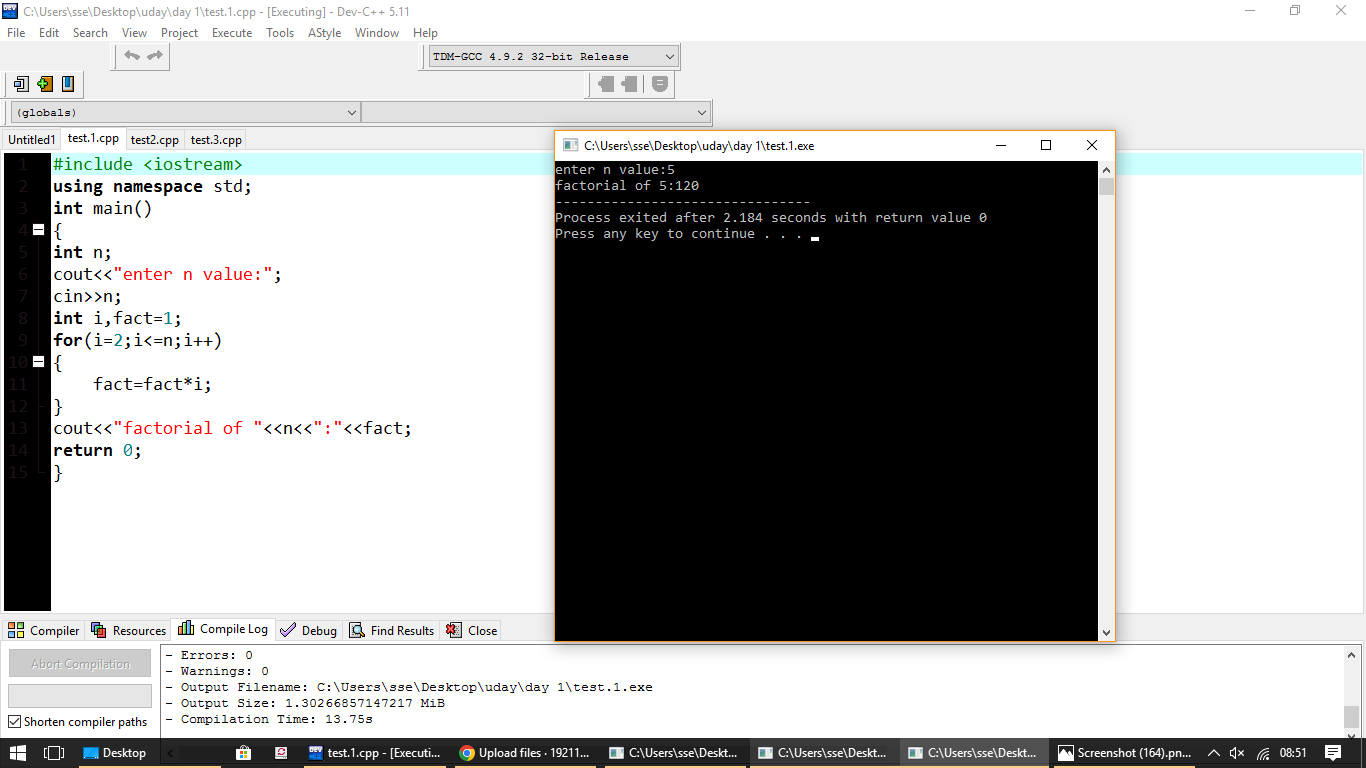 C:\Users\sse\Desktop\uday\day 1\test.1.cpp - [Executing] - Dev-C++ 5.11
File Edit Search View Project Execute Tools AStyle Window Help
TDM-GCC 4.9.2 32-bit Release
(globals)
Untitled1 test.1.cpp test2.cpp test.3.cpp
1 #include <iostream>
2 using namespace std;
3 int main()
4 {
5 int n;
6 cout<<"enter n value:";
7 cin>>n;
8 int i,fact=1;
9 for(i=2;i<=n;i++)
10 {
11 fact=fact*i;
12 }
13 cout<<"factorial of "<<n<<":"<<fact;
14 return 0;
15 }
C:\Users\sse\Desktop\uday\day 1\test.1.exe
enter n value:5
factorial of 5:120
--------------------------------
Process exited after 2.184 seconds with return value 0
Press any key to continue . . .
Compiler Resources Compile Log Debug Find Results Close
Abort Compilation
Shorten compiler paths
- Errors: 0
- Warnings: 0
- Output Filename: C:\Users\sse\Desktop\uday\day 1\test.1.exe
- Output Size: 1.30266857147217 MiB
- Compilation Time: 13.75s
Desktop test.1.cpp - [Executi... Upload files · 19211... C:\Users\sse\Deskt... C:\Users\sse\Deskt... C:\Users\sse\Deskt... Screenshot (164).pn... 08:51